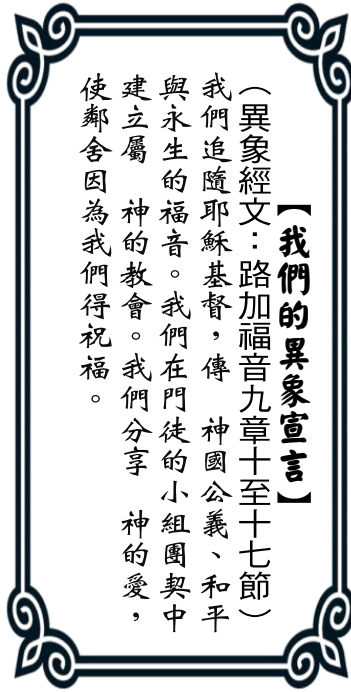 【我們的異象宣言】
（異象經文：路加福音九章十至十七節）
我們追隨耶穌基督，傳　神國公義、和平
與永生的福音。我們在門徒的小組團契中
建立屬　神的教會。我們分享　神的愛，
使鄰舍因為我們得祝福。